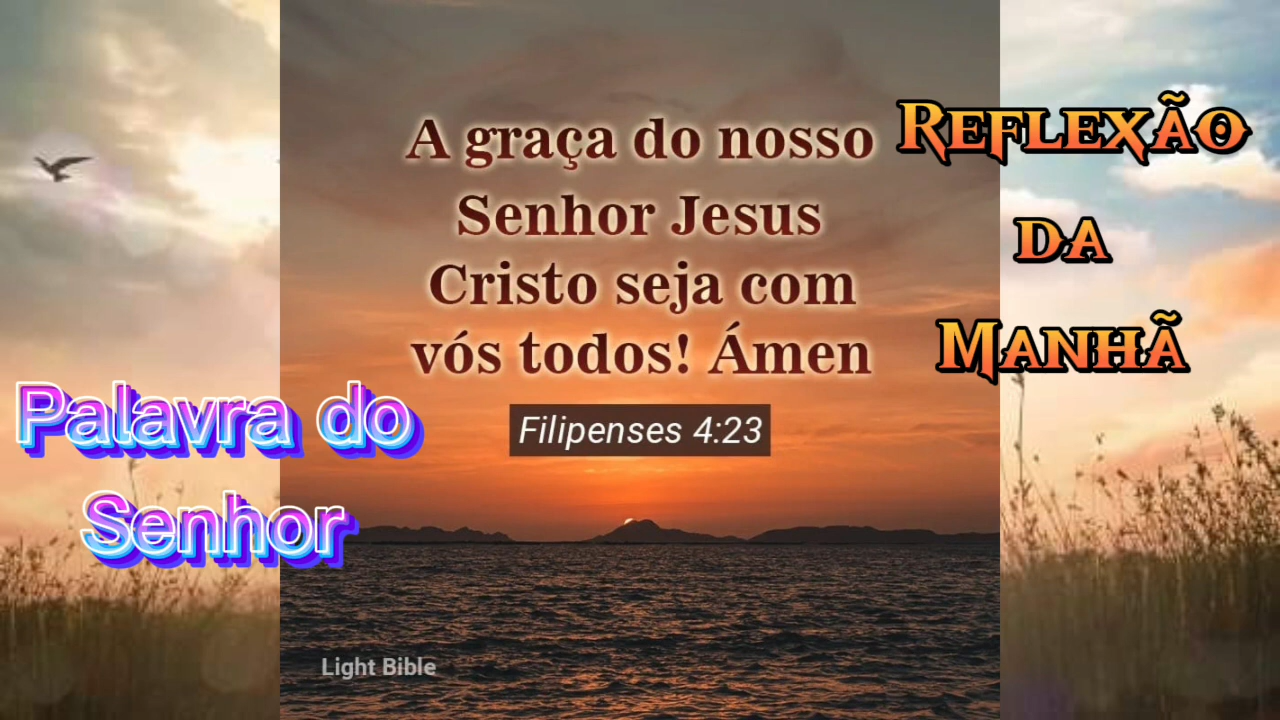 A graça do nosso
Senhor Jesus
Cristo seja com
vós todos! Ámen
Filipenses 4:23
Reflexão
da
Manhã
Palavra do
Senhor
Light Bible